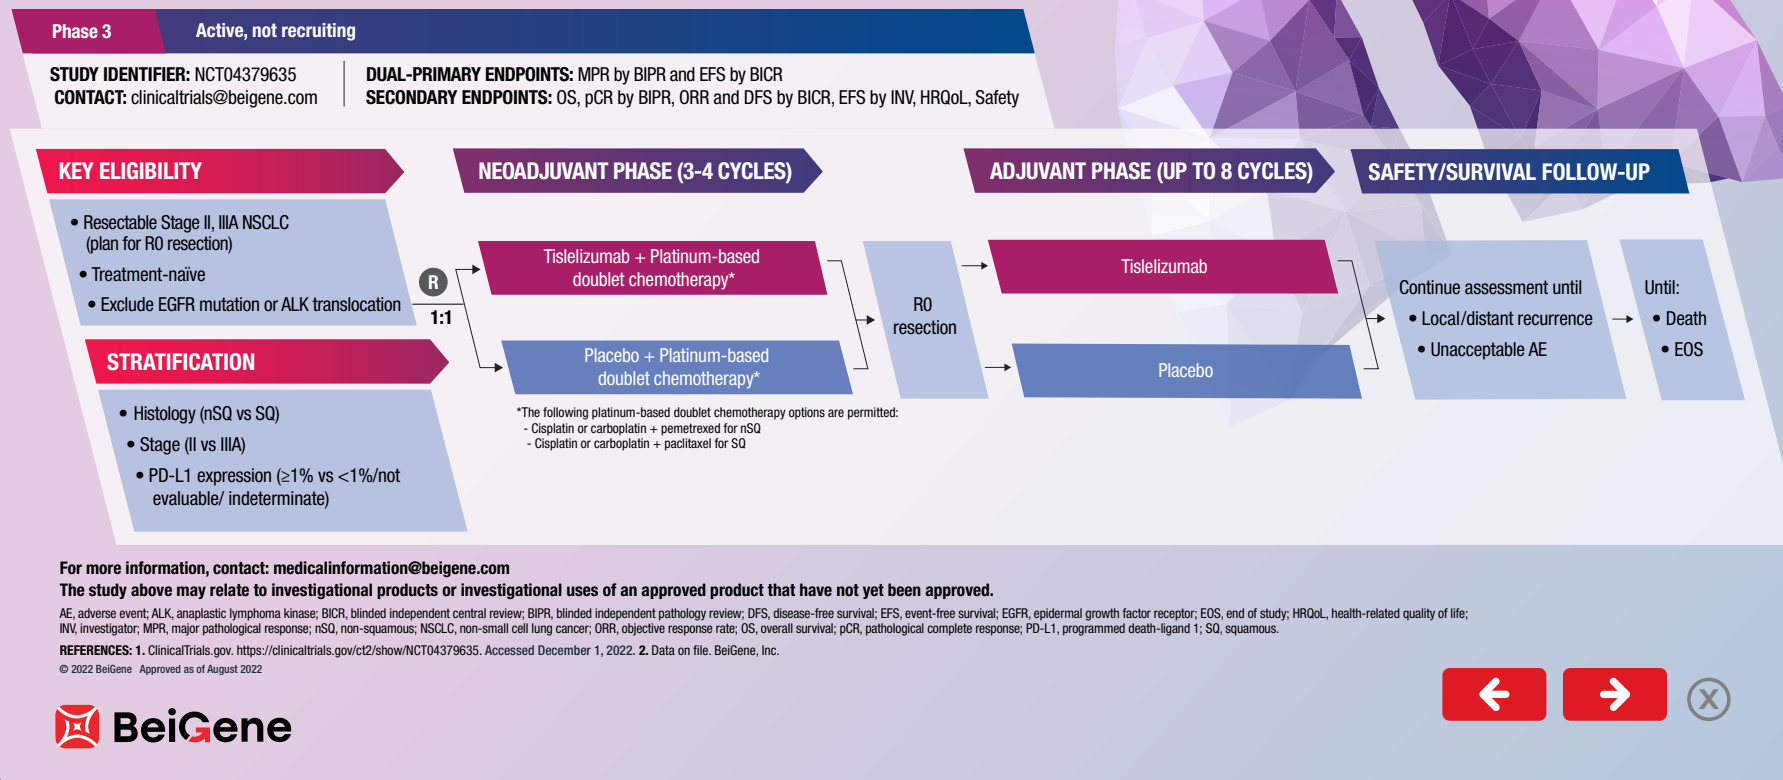 Phase 3
Active, not recruiting
STUDY IDENTIFIER: NCT04379635
CONTACT: clinicaltrials@beigene.com
DUAL-PRIMARY ENDPOINTS: MPR by BIPR and EFS by BICR
SECONDARY ENDPOINTS: OS, pCR by BIPR, ORR and DFS by BICR, EFS by INV, HRQoL, Safety
KEY ELIGIBILITY
• Resectable Stage II, IIIA NSCLC
(plan for R0 resection)
• Treatment-naïve
• Exclude EGFR mutation or ALK translocation
STRATIFICATION
• Histology (nSQ vs SQ)
• Stage (II vs IIIA)
• PD-L1 expression (≥1% vs <1%/not
evaluable/ indeterminate)
R
1:1
NEOADJUVANT PHASE (3-4 CYCLES)
Tislelizumab + Platinum-based
doublet chemotherapy*
Placebo + Platinum-based
doublet chemotherapy*
*The following platinum-based doublet chemotherapy options are permitted:
- Cisplatin or carboplatin + pemetrexed for nSQ
- Cisplatin or carboplatin + paclitaxel for SQ
R0
resection
ADJUVANT PHASE (UP TO 8 CYCLES)
Tislelizumab
Placebo
SAFETY/SURVIVAL FOLLOW-UP
Continue assessment until
• Local/distant recurrence
• Unacceptable AE
Until:
• Death
• EOS
For more information, contact: medicalinformation@beigene.com
The study above may relate to investigational products or investigational uses of an approved product that have not yet been approved.
AE, adverse event; ALK, anaplastic lymphoma kinase; BICR, blinded independent central review; BIPR, blinded independent pathology review; DFS, disease-free survival; EFS, event-free survival; EGFR, epidermal growth factor receptor; EOS, end of study; HRQoL, health-related quality of life;
INV, investigator; MPR, major pathological response; nSQ, non-squamous; NSCLC, non-small cell lung cancer; ORR, objective response rate; OS, overall survival; pCR, pathological complete response; PD-L1, programmed death-ligand 1; SQ, squamous.
REFERENCES: 1. ClinicalTrials.gov. https://clinicaltrials.gov/ct2/show/NCT04379635. Accessed December 1, 2022. 2. Data on file. BeiGene, Inc.
© 2022 BeiGene Approved as of August 2022
BeiGene
X